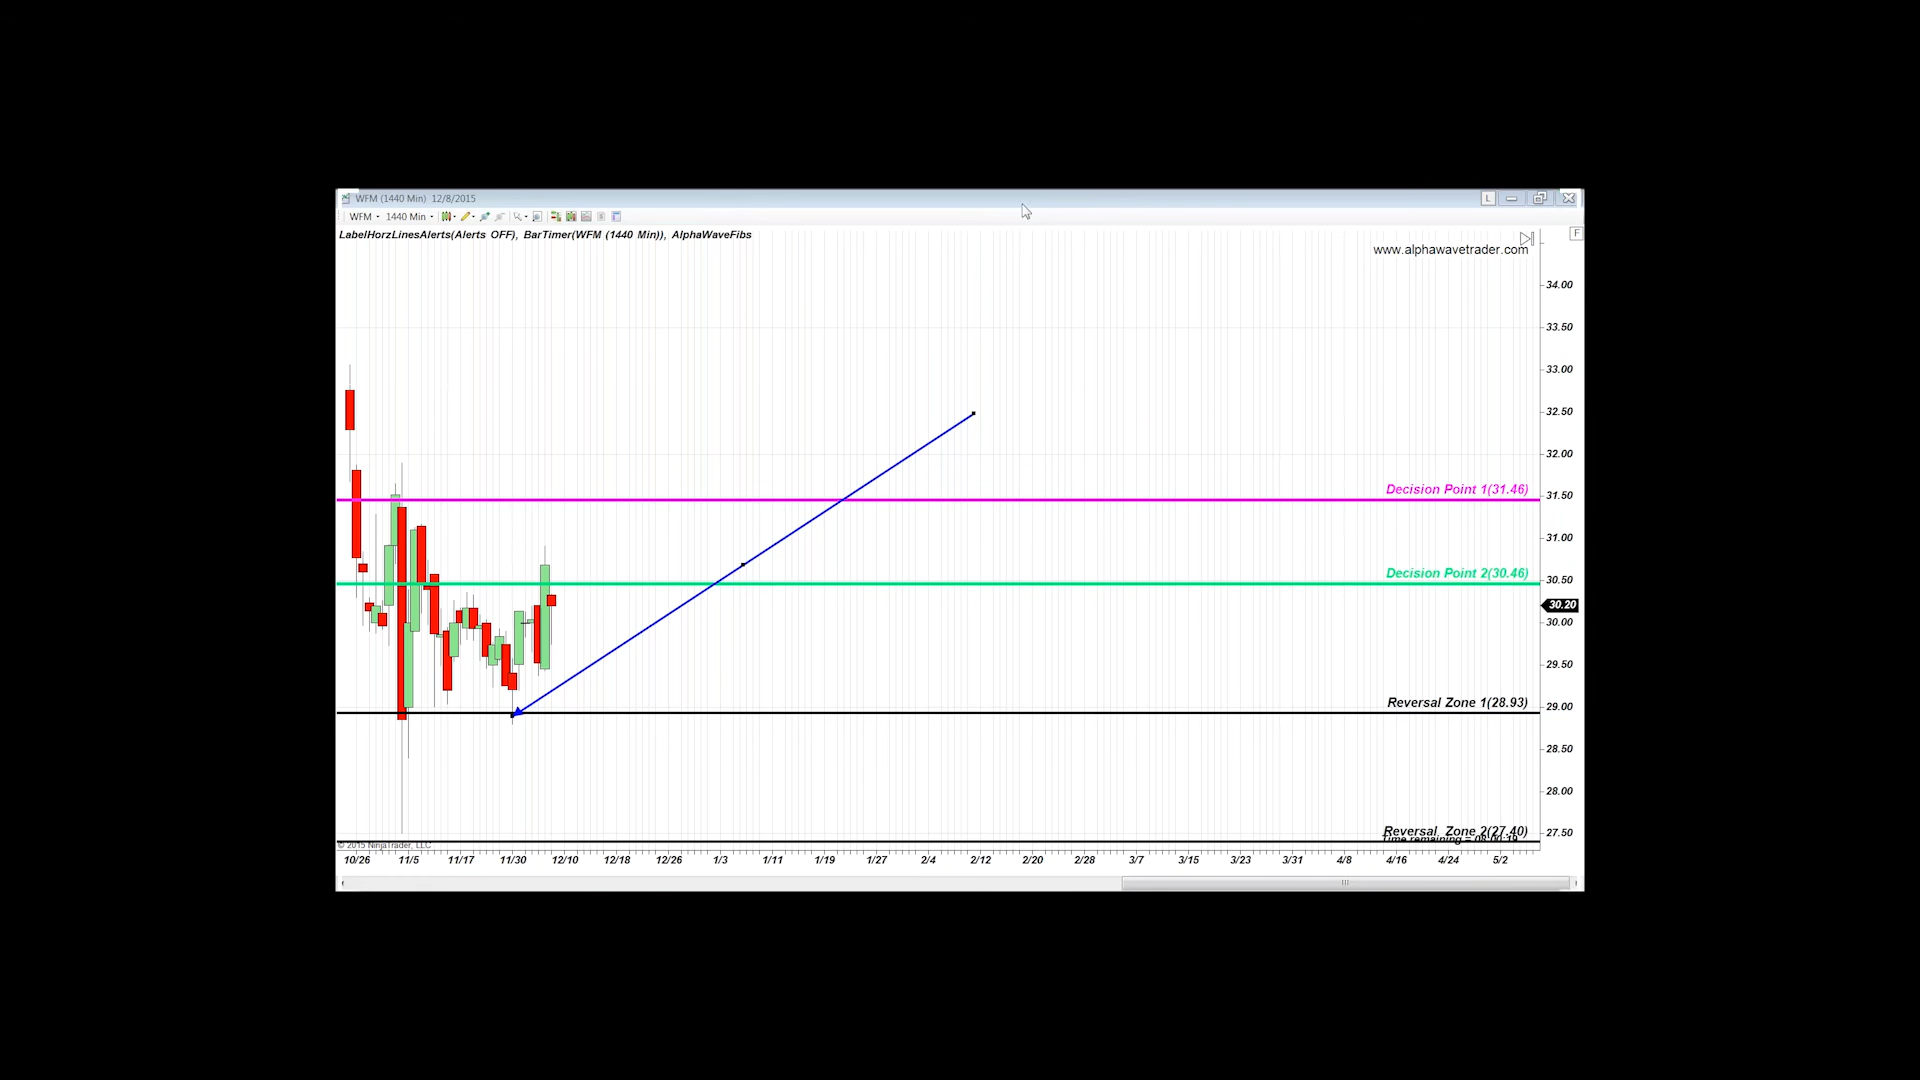 WFM (1440 Min)  12/8/2015
L
WFM 1440 Min
LabelHorzLinesAlerts(Alerts OFF), BarTimer(WFM (1440 Min)), AlphaWaveFibs
F
www.alphawavetrader.com
34.00
33.50
33.00
32.50
32.00
Decision Point 1(31.46)
31.50
31.00
Decision Point 2(30.46)
30.50
30.20
30.00
29.50
Reversal Zone 1(28.93)
29.00
28.50
28.00
Reversal Zone 2(27.40)
27.50
Time remaining = 08:00:19
© 2015 NinjaTrader, LLC
10/26 11/5 11/17 11/30 12/10 12/18 12/26 1/3 1/11 1/19 1/27 2/4 2/12 2/20 2/28 3/7 3/15 3/23 3/31 4/8 4/16 4/24 5/2